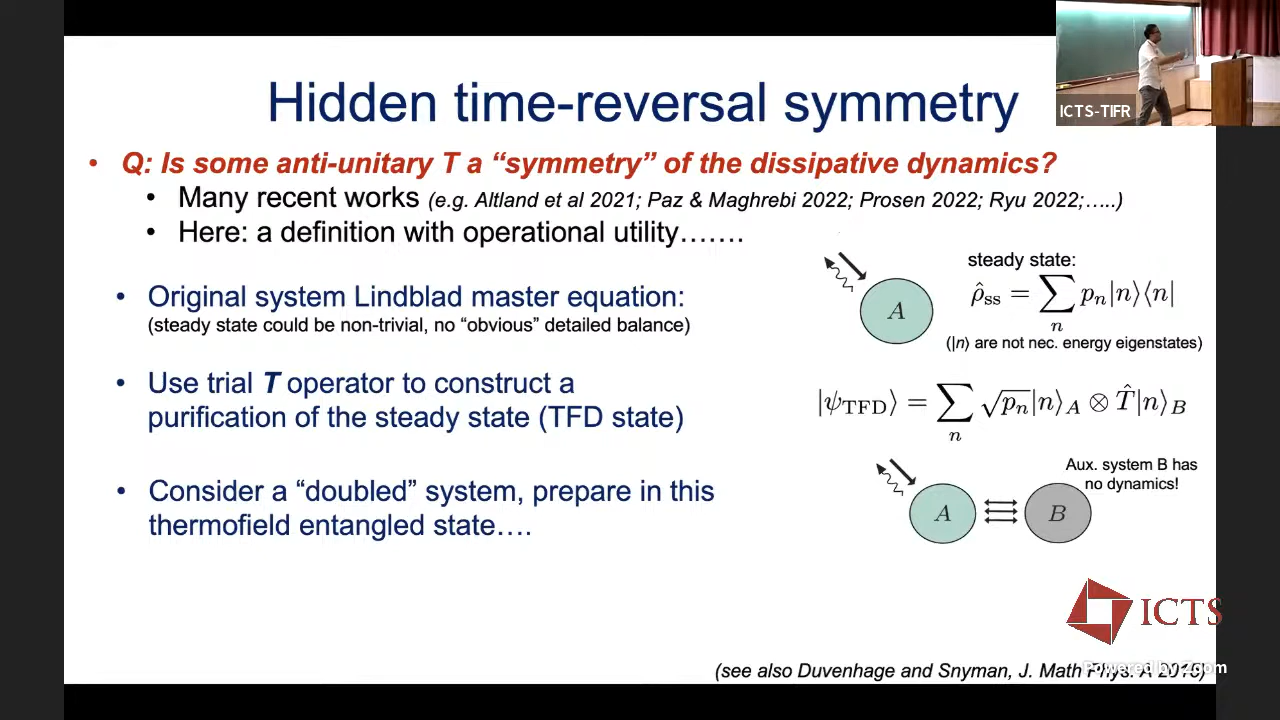 Hidden time-reversal symmetry
ICTS-TIFR
• Q: Is some anti-unitary T a “symmetry” of the dissipative dynamics?
• Many recent works (e.g. Altland et al 2021; Paz & Maghrebi 2022; Prosen 2022; Ryu 2022;…..)
• Here: a definition with operational utility…….
• Original system Lindblad master equation:
(steady state could be non-trivial, no “obvious” detailed balance)
A
steady state:
ρ̂ss = ∑n pn|n⟩⟨n|
(|n⟩ are not nec. energy eigenstates)
• Use trial T operator to construct a
purification of the steady state (TFD state)
|ψTFD⟩ = ∑n √pn|n⟩A ⊗ T̂|n⟩B
• Consider a “doubled” system, prepare in this
thermofield entangled state….
Aux. system B has
no dynamics!
A B
ICTS
Powered by Zoom
(see also Duvenhage and Snyman, J. Math Phys. A